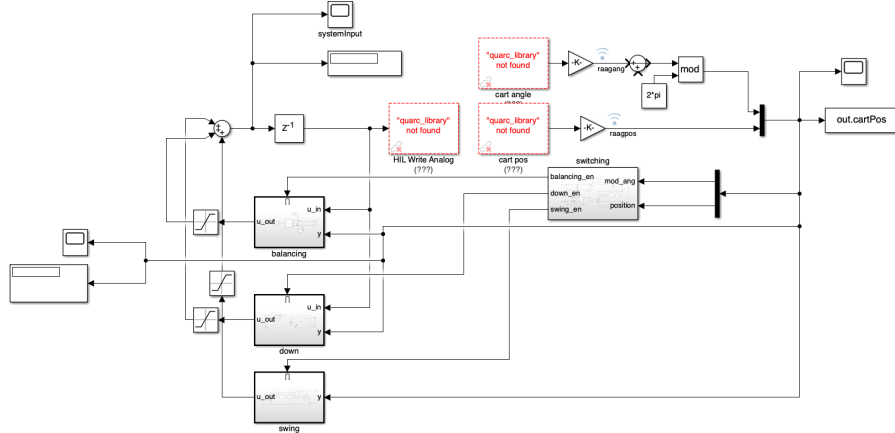 systemInput
"quarc_library"
not found
cart angle
(???)
-K-
raagang
+
+
mod
2*pi
out.cartPos
+
+
+
z-1
"quarc_library"
not found
HIL Write Analog
(???)
"quarc_library"
not found
cart pos
(???)
-K-
raagpos
switching
balancing_en
down_en
swing_en
mod_ang
position
u_out
u_in
y
balancing
u_out
u_in
y
down
u_out
y
swing